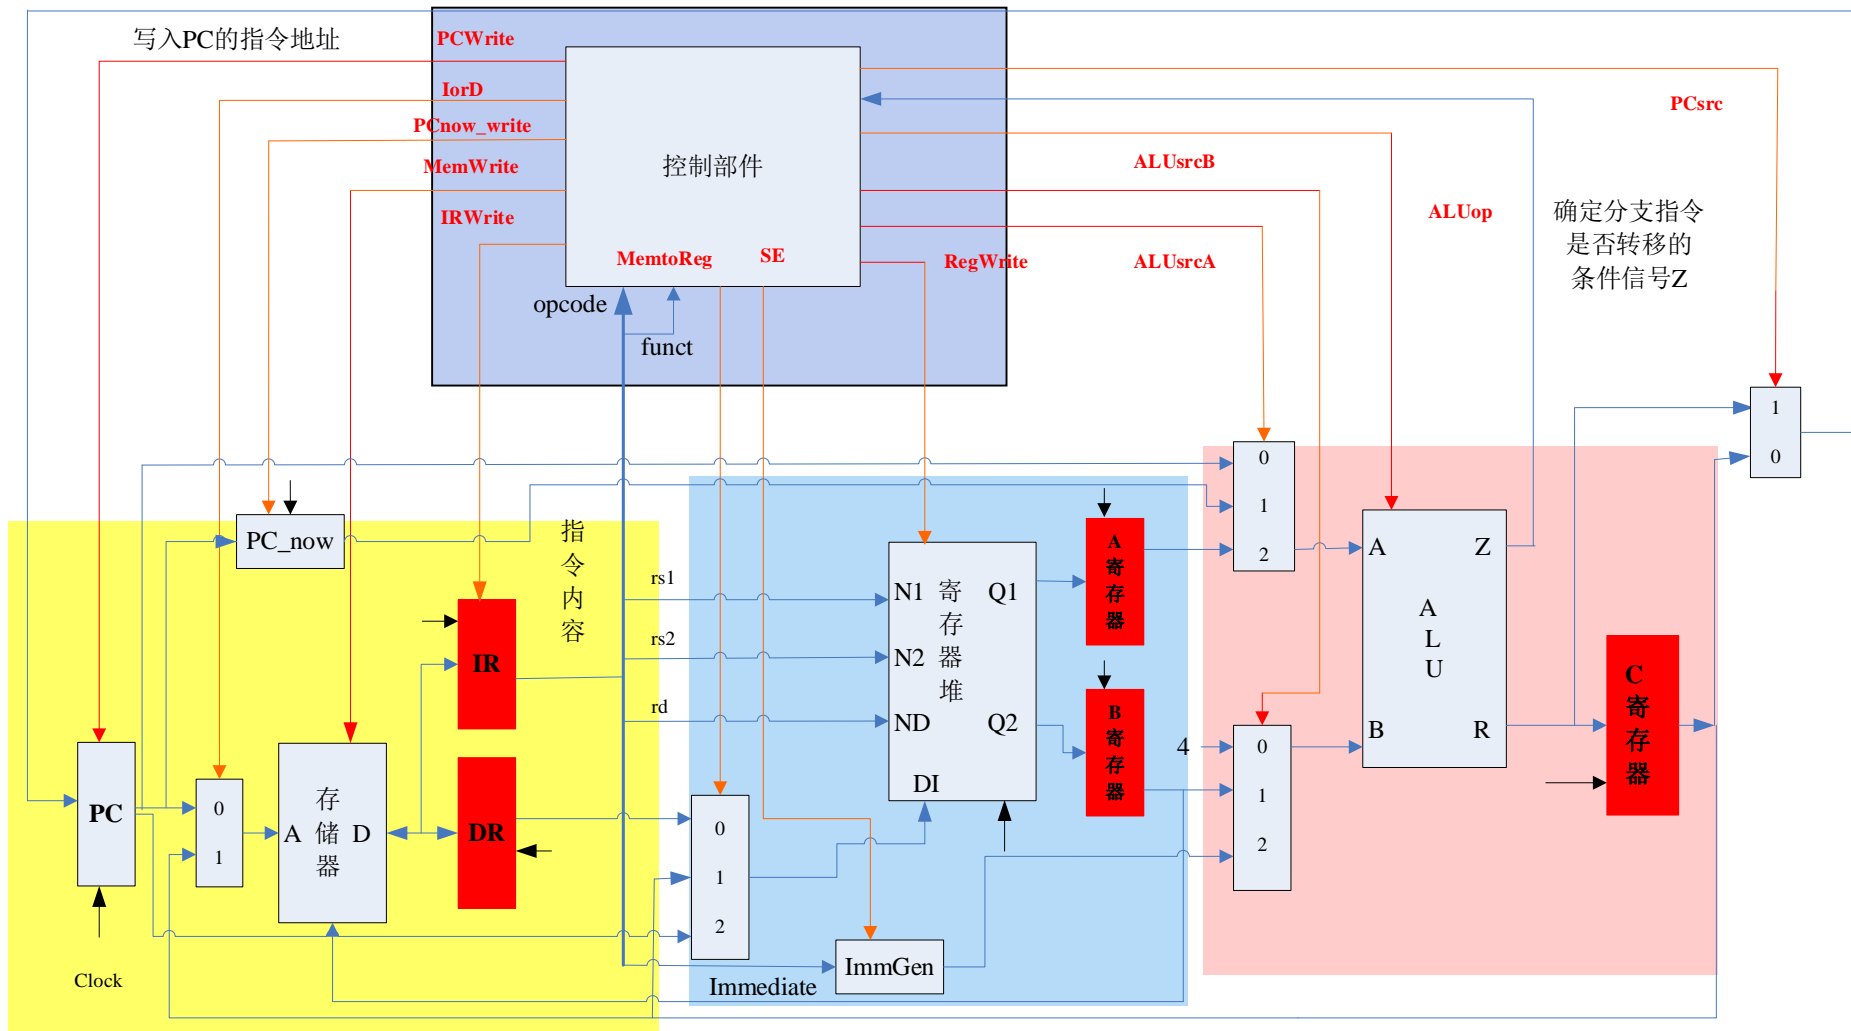 写入PC的指令地址
PCWrite
IorD
PCnow_write
MemWrite
IRWrite
控制部件
MemtoReg
SE
opcode
funct
RegWrite
ALUsrcB
ALUsrcA
ALUop
PCsrc
确定分支指令
是否转移的
条件信号Z
1
0
PC_now
指
令
内
容
IR
DR
PC
0
1
A
存
储
器
D
Clock
rs1
rs2
rd
N1
N2
ND
DI
寄
存
器
堆
Q1
Q2
A
寄
存
器
B
寄
存
器
0
1
2
ImmGen
Immediate
0
1
2
4
0
1
2
A
B
Z
R
A
L
U
C
寄
存
器